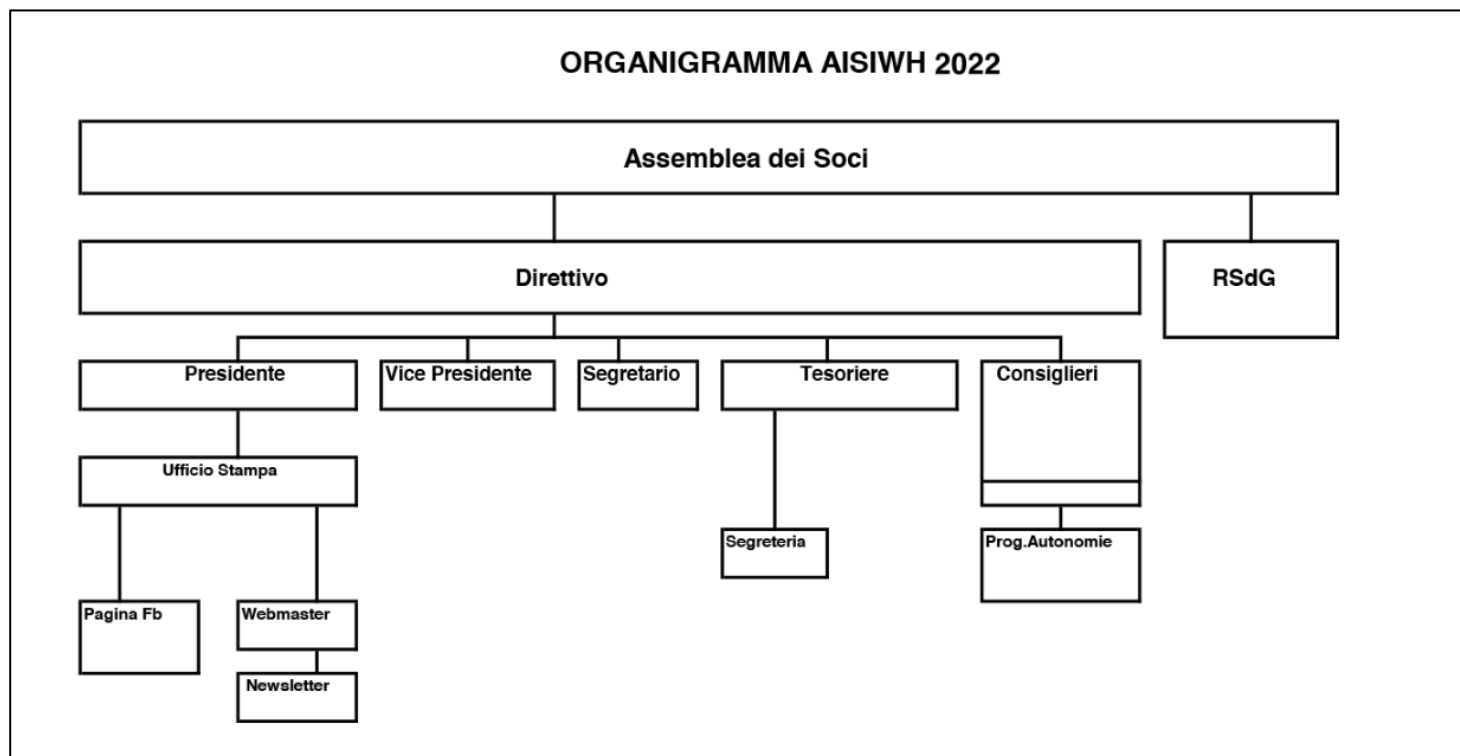 ORGANIGRAMMA AISIWH 2022
Assemblea dei Soci
Direttivo
RSdG
Presidente
Vice Presidente
Segretario
Tesoriere
Consiglieri
Ufficio Stampa
Segreteria
Prog.Autonomie
Pagina Fb
Webmaster
Newsletter